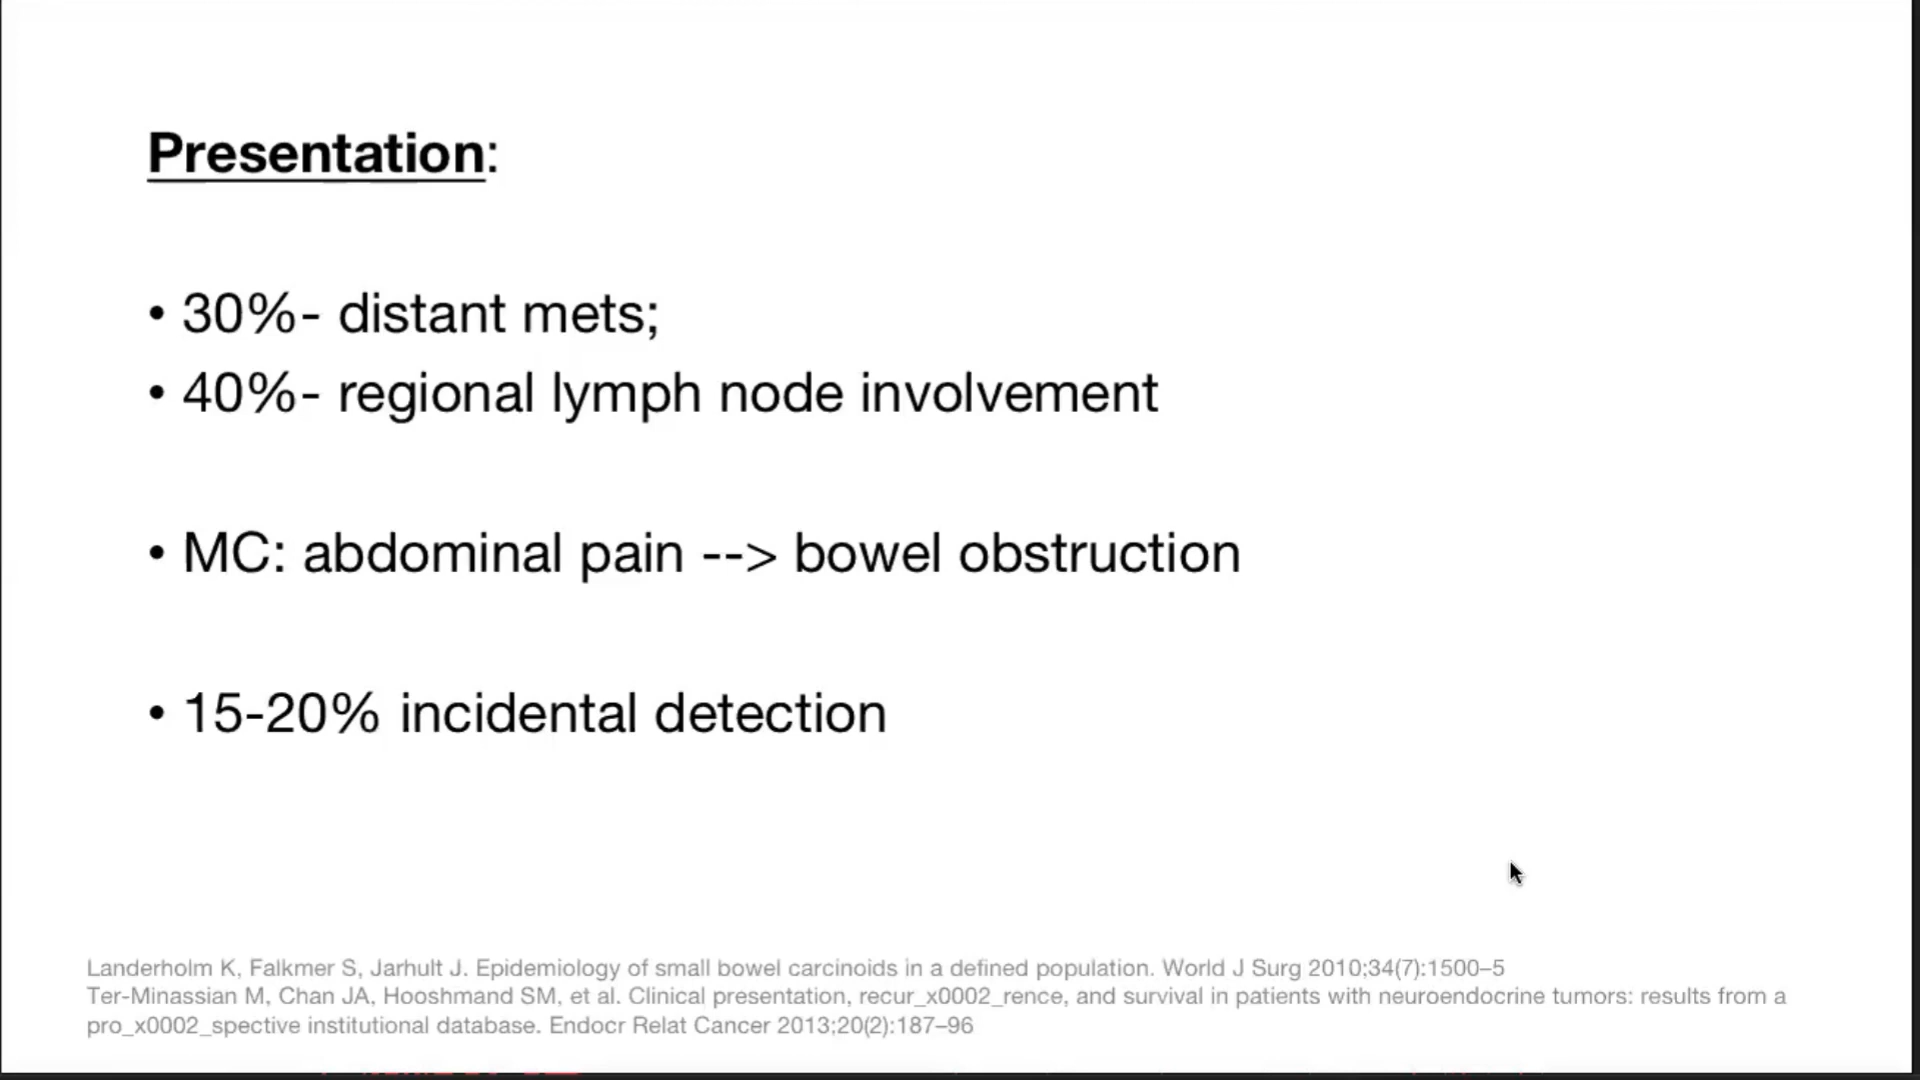 Presentation:
• 30%- distant mets;
• 40%- regional lymph node involvement
• MC: abdominal pain --> bowel obstruction
• 15-20% incidental detection
Landerholm K, Falkmer S, Jarhult J. Epidemiology of small bowel carcinoids in a defined population. World J Surg 2010;34(7):1500–5
Ter-Minassian M, Chan JA, Hooshmand SM, et al. Clinical presentation, recur_x0002_rence, and survival in patients with neuroendocrine tumors: results from a
pro_x0002_spective institutional database. Endocr Relat Cancer 2013;20(2):187–96